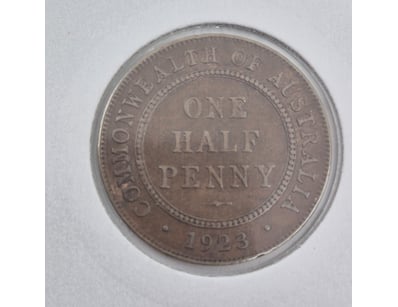 COMMONWEALTH OF AUSTRALIA
ONE
HALF
PENNY
· 1923 ·